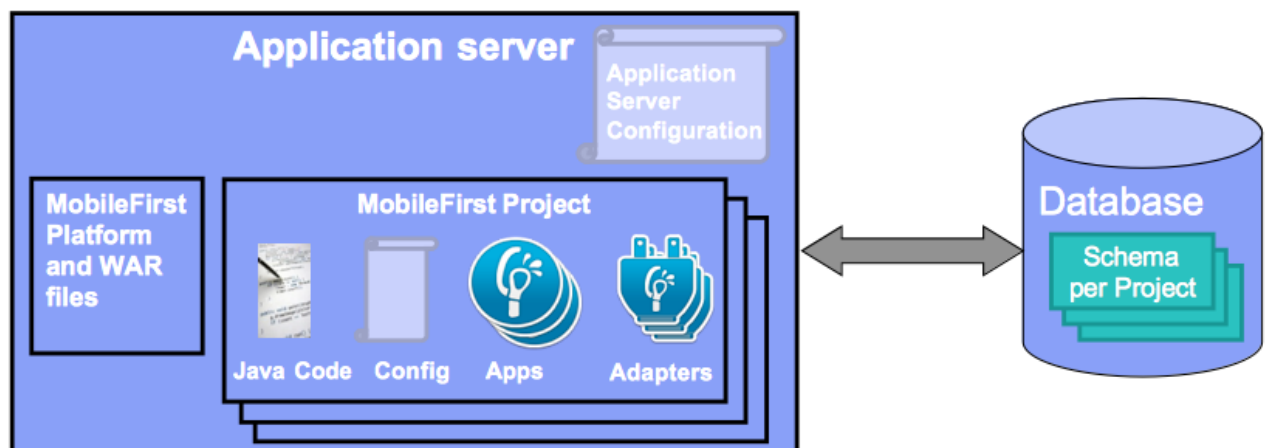 Application server
Application
Server
Configuration
MobileFirst
Platform
and WAR
files
MobileFirst Project
Java Code
Config
Apps
Adapters
Database
Schema
per Project